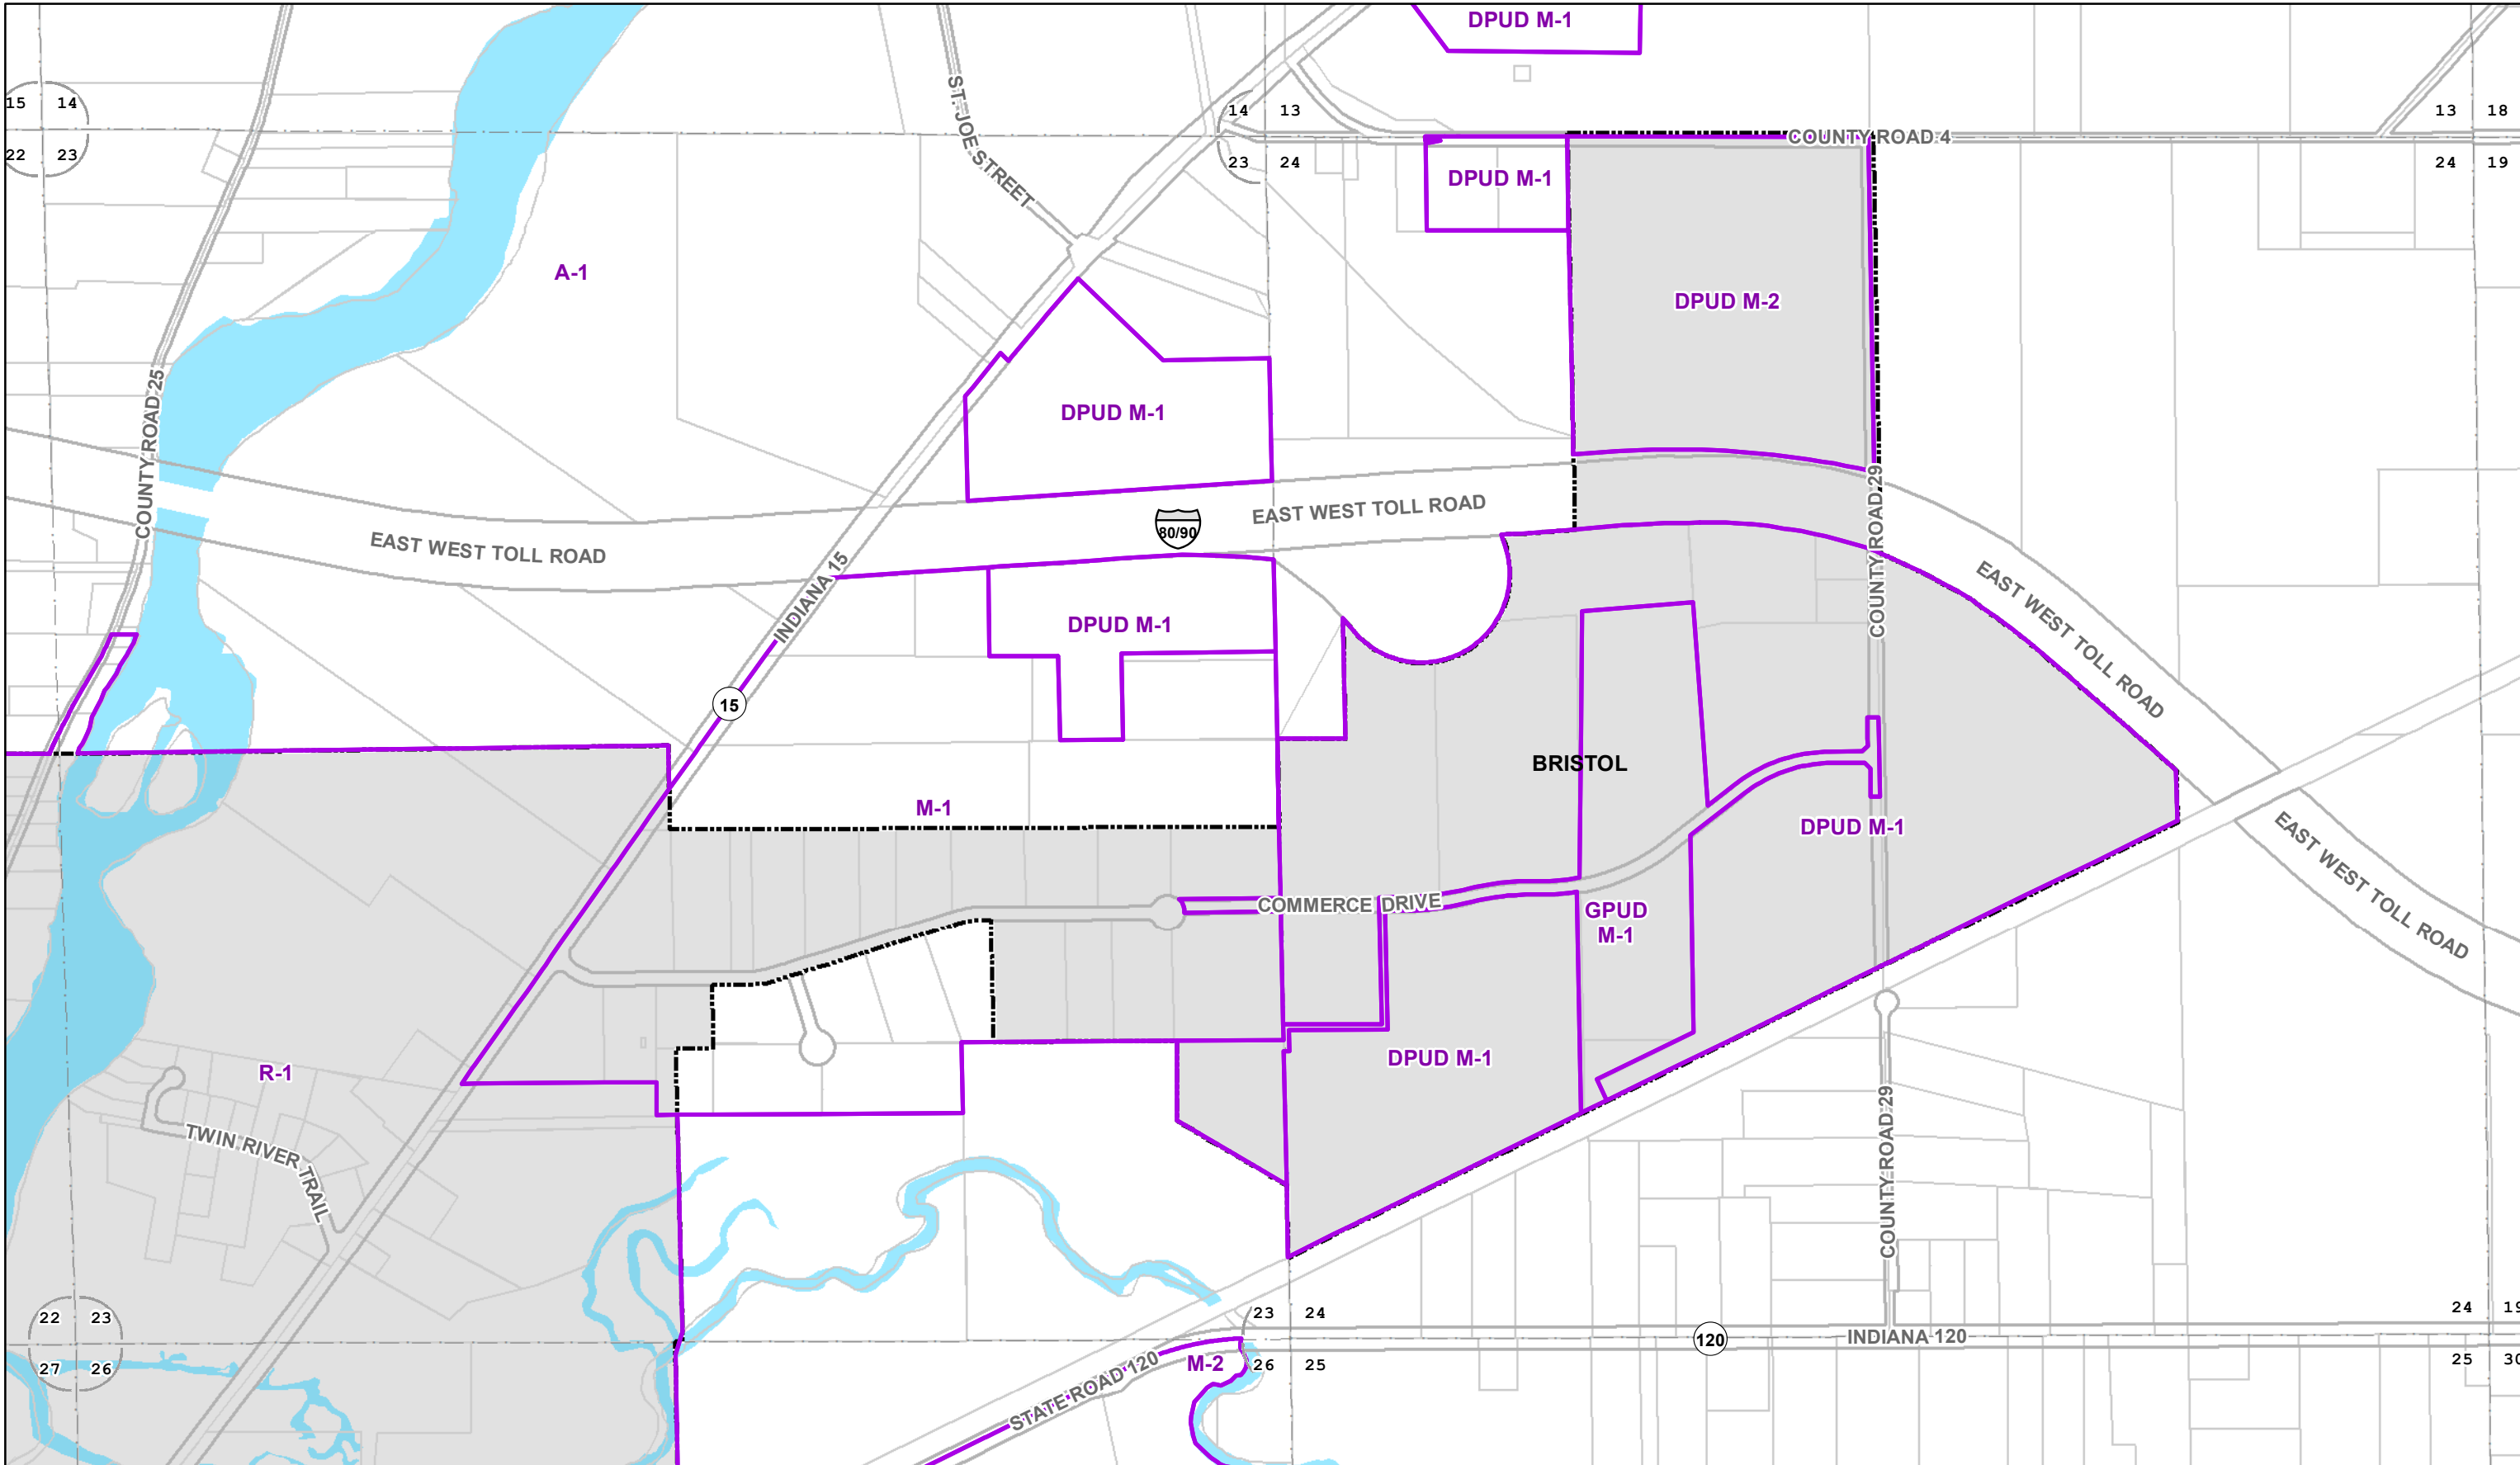 DPUD M-1
15 14
22 23
14 13
23 24
13 18
24 19
COUNTY ROAD 4
ST. JOE STREET
DPUD M-1
A-1
DPUD M-2
COUNTY ROAD 25
DPUD M-1
EAST WEST TOLL ROAD
80/90
EAST WEST TOLL ROAD
COUNTY ROAD 29
EAST WEST TOLL ROAD
INDIANA 15
DPUD M-1
15
BRISTOL
M-1
DPUD M-1
EAST WEST TOLL ROAD
COMMERCE DRIVE
GPUD
M-1
R-1
DPUD M-1
TWIN RIVER TRAIL
COUNTY ROAD 29
22 23
27 26
23 24
26 25
24 19
25 30
120
INDIANA 120
M-2
STATE ROAD 120